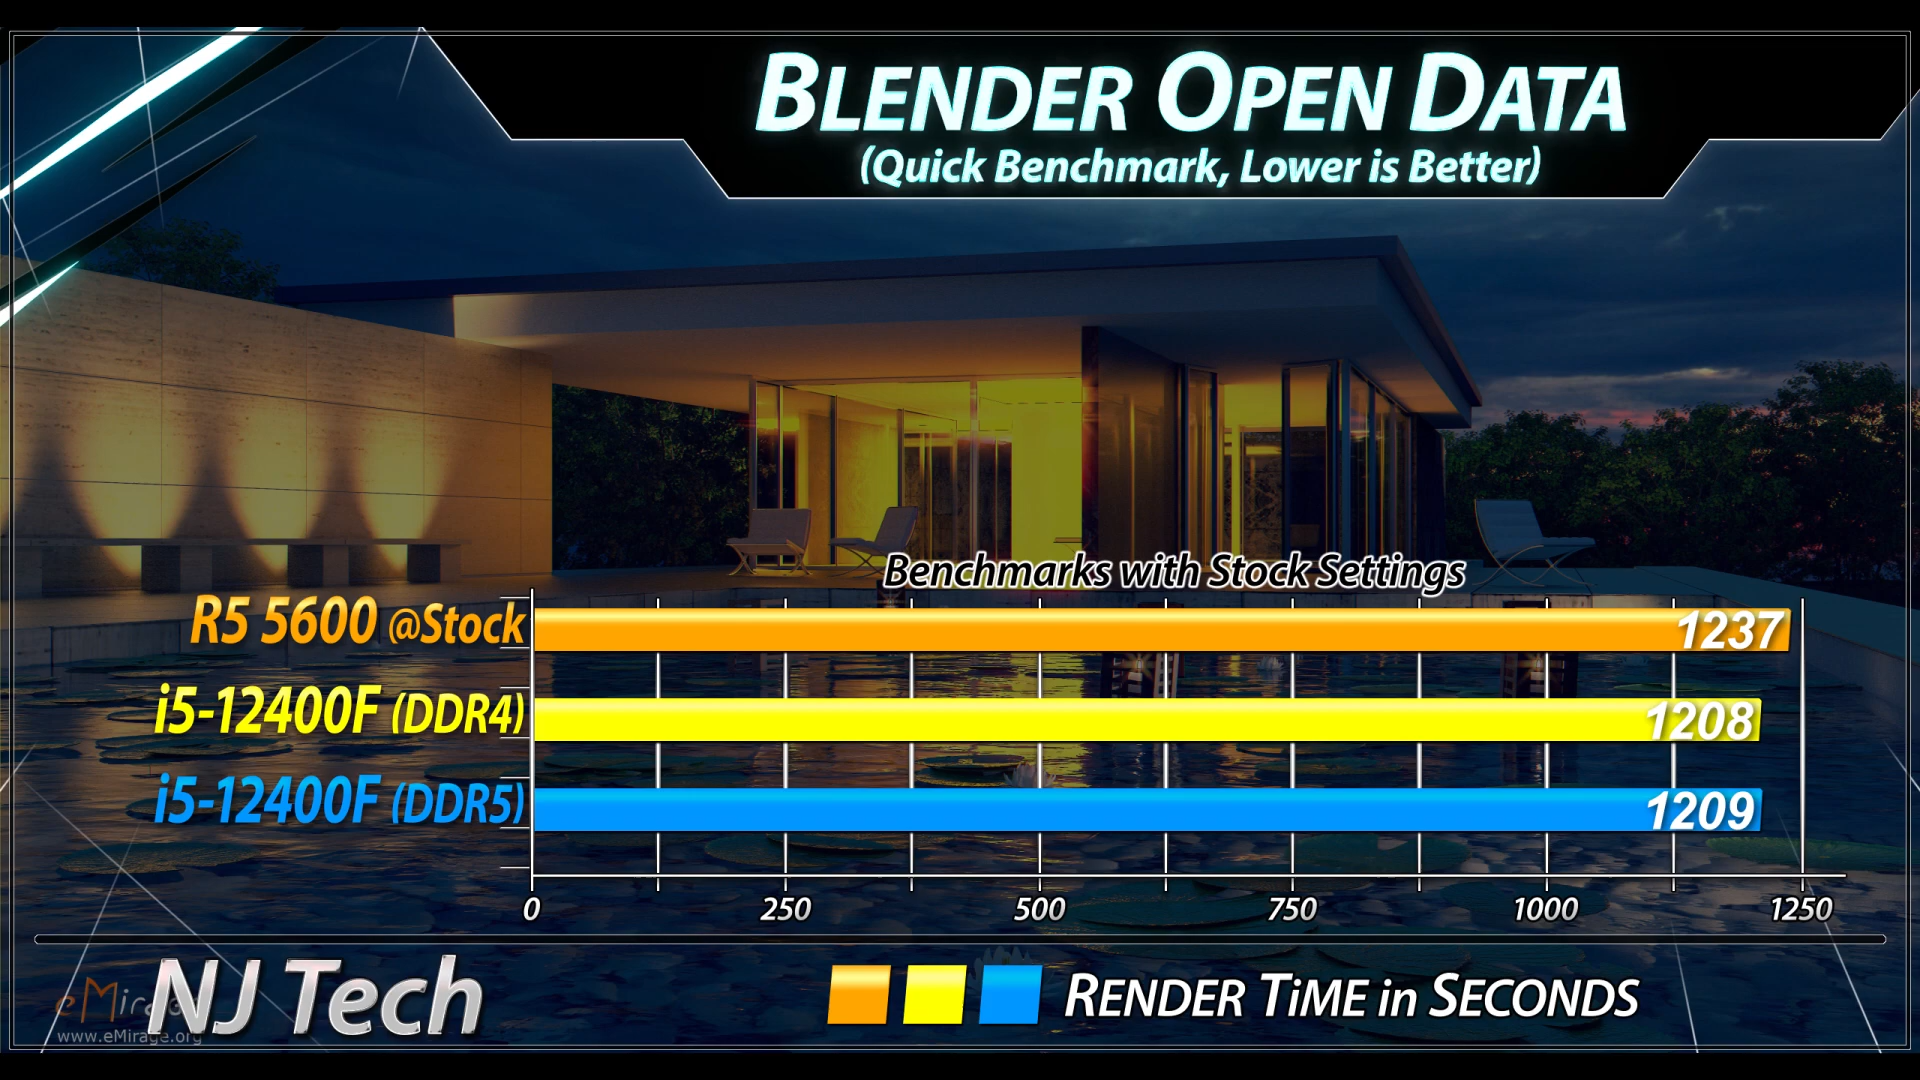 BLENDER OPEN DATA
(Quick Benchmark, Lower is Better)
Benchmarks with Stock Settings
R5 5600 @Stock
1237
i5-12400F (DDR4)
1208
i5-12400F (DDR5)
1209
0 250 500 750 1000 1250
NJ Tech
RENDER TiME in SECONDS
eMirage
www.eMirage.org